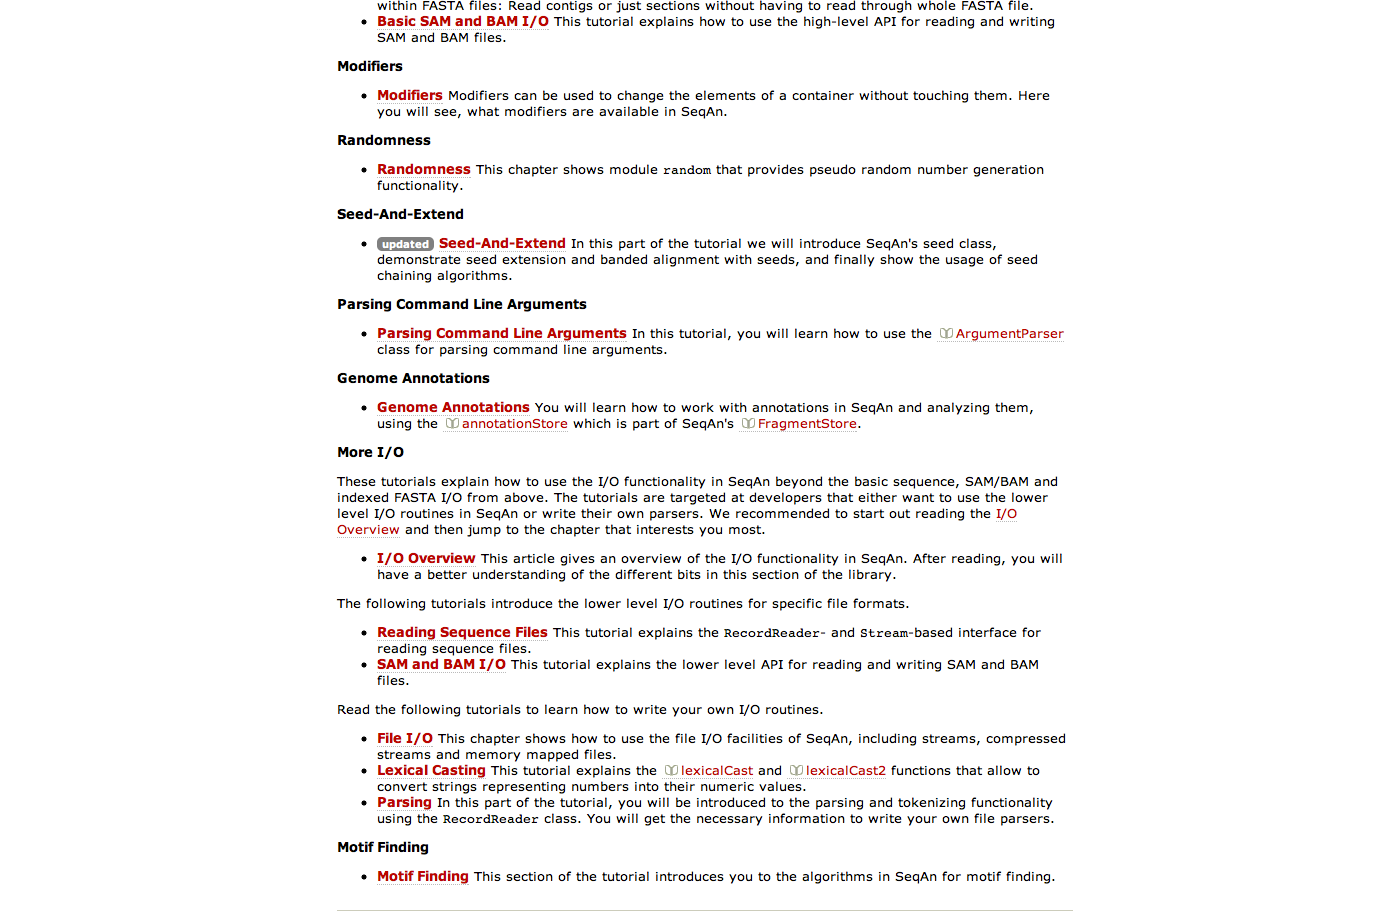 within FASTA files: Read contigs or just sections without having to read through whole FASTA file.
• Basic SAM and BAM I/O This tutorial explains how to use the high-level API for reading and writing
SAM and BAM files.
Modifiers
• Modifiers Modifiers can be used to change the elements of a container without touching them. Here
you will see, what modifiers are available in SeqAn.
Randomness
• Randomness This chapter shows module random that provides pseudo random number generation
functionality.
Seed-And-Extend
• updated Seed-And-Extend In this part of the tutorial we will introduce SeqAn's seed class,
demonstrate seed extension and banded alignment with seeds, and finally show the usage of seed
chaining algorithms.
Parsing Command Line Arguments
• Parsing Command Line Arguments In this tutorial, you will learn how to use the ArgumentParser
class for parsing command line arguments.
Genome Annotations
• Genome Annotations You will learn how to work with annotations in SeqAn and analyzing them,
using the annotationStore which is part of SeqAn's FragmentStore.
More I/O
These tutorials explain how to use the I/O functionality in SeqAn beyond the basic sequence, SAM/BAM and
indexed FASTA I/O from above. The tutorials are targeted at developers that either want to use the lower
level I/O routines in SeqAn or write their own parsers. We recommended to start out reading the I/O
Overview and then jump to the chapter that interests you most.
• I/O Overview This article gives an overview of the I/O functionality in SeqAn. After reading, you will
have a better understanding of the different bits in this section of the library.
The following tutorials introduce the lower level I/O routines for specific file formats.
• Reading Sequence Files This tutorial explains the RecordReader- and Stream-based interface for
reading sequence files.
• SAM and BAM I/O This tutorial explains the lower level API for reading and writing SAM and BAM
files.
Read the following tutorials to learn how to write your own I/O routines.
• File I/O This chapter shows how to use the file I/O facilities of SeqAn, including streams, compressed
streams and memory mapped files.
• Lexical Casting This tutorial explains the lexicalCast and lexicalCast2 functions that allow to
convert strings representing numbers into their numeric values.
• Parsing In this part of the tutorial, you will be introduced to the parsing and tokenizing functionality
using the RecordReader class. You will get the necessary information to write your own file parsers.
Motif Finding
• Motif Finding This section of the tutorial introduces you to the algorithms in SeqAn for motif finding.